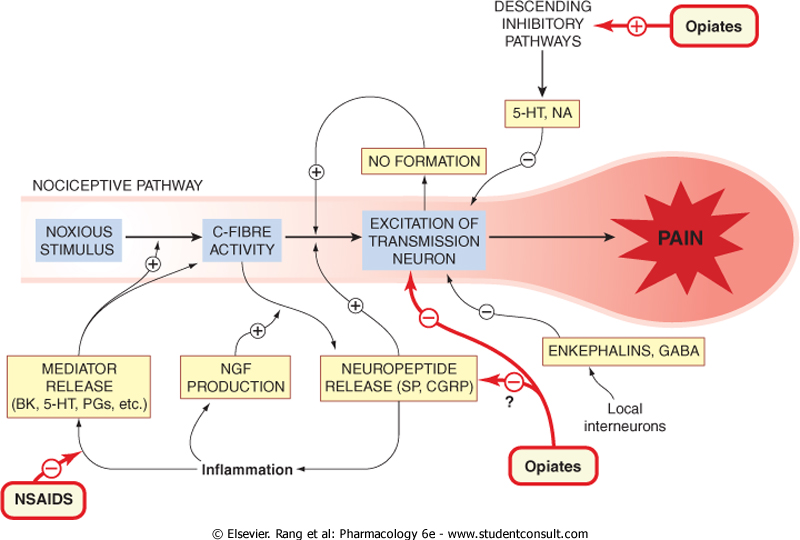 DESCENDING
INHIBITORY
PATHWAYS
+
Opiates
5-HT, NA
−
NO FORMATION
+
NOCICEPTIVE PATHWAY
NOXIOUS
STIMULUS
C-FIBRE
ACTIVITY
EXCITATION OF
TRANSMISSION
NEURON
PAIN
+
+
−
−
+
MEDIATOR
RELEASE
(BK, 5-HT, PGs, etc.)
NGF
PRODUCTION
NEUROPEPTIDE
RELEASE (SP, CGRP)
−
?
ENKEPHALINS, GABA
Local
interneurons
Inflammation
Opiates
−
NSAIDS
© Elsevier. Rang et al: Pharmacology 6e - www.studentconsult.com